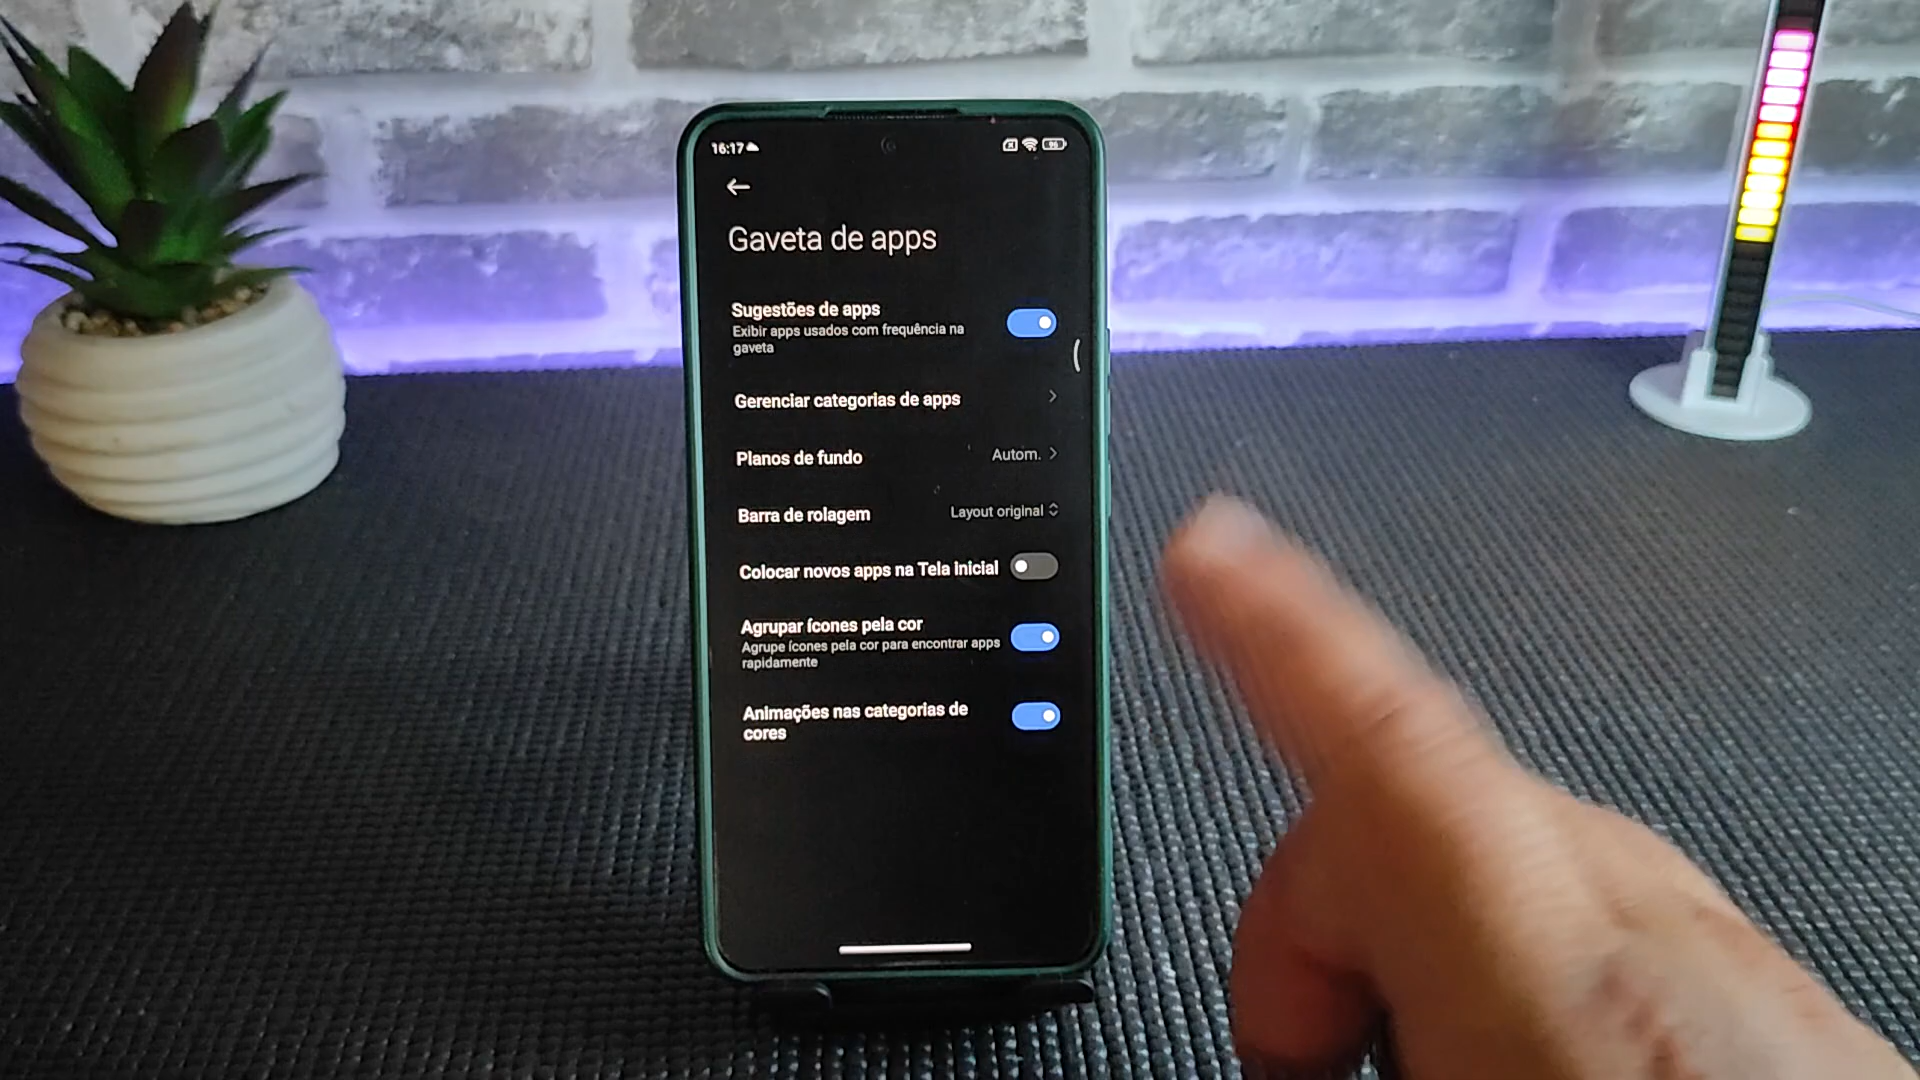 16:17
96
Gaveta de apps
Sugestões de apps
Exibir apps usados com frequência na
gaveta
Gerenciar categorias de apps
Planos de fundo
Autom.
Barra de rolagem
Layout original
Colocar novos apps na Tela Inicial
Agrupar ícones pela cor
Agrupe ícones pela cor para encontrar apps
rapidamente
Animações nas categorias de
cores